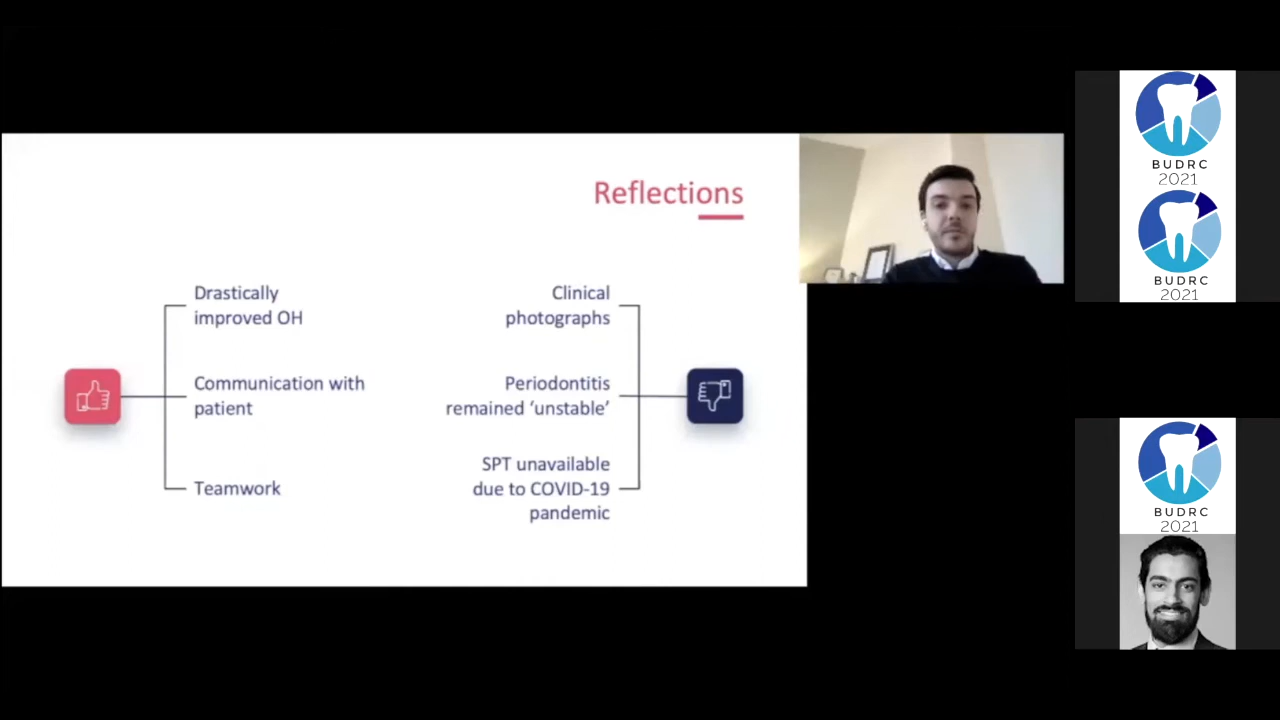 Reflections
Drastically
improved OH
Communication with
patient
Teamwork
Clinical
photographs
Periodontitis
remained ‘unstable’
SPT unavailable
due to COVID-19
pandemic
BUDRC
2021
BUDRC
2021
BUDRC
2021